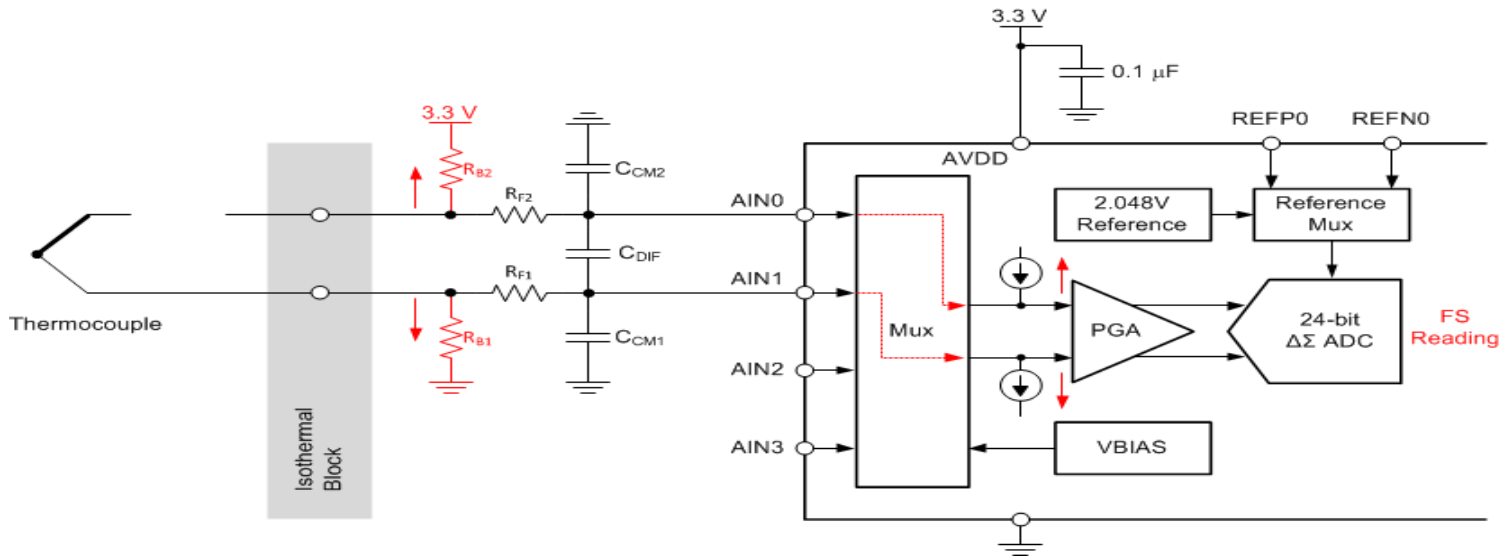 3.3 V
0.1 µF
3.3 V
REFP0
REFN0
RB2
CCM2
AVDD
RF2
AIN0
2.048V
Reference
Reference
Mux
CDIF
RF1
AIN1
Thermocouple
Mux
PGA
24-bit
ΔΣ ADC
FS
Reading
RB1
CCM1
AIN2
AIN3
VBIAS
Isothermal
Block